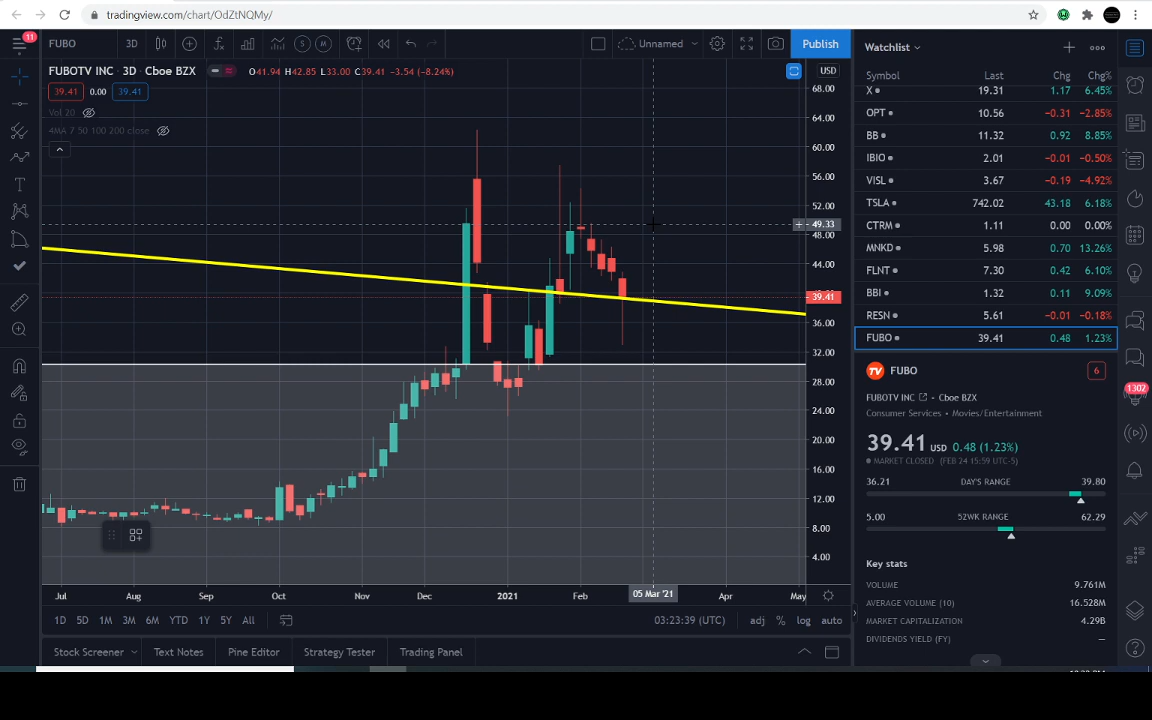 tradingview.com/chart/OdZtNQMy/
11
FUBO
3D
S
M
Unnamed
Publish
FUBOTV INC • 3D • Cboe BZX
O41.94 H42.85 L33.00 C39.41 −3.54 (−8.24%)
USD
39.41 0.00 39.41
Vol 20
4MA 7 50 100 200 close
68.00
64.00
60.00
56.00
52.00
49.33
48.00
44.00
39.41
36.00
32.00
28.00
24.00
20.00
16.00
12.00
8.00
4.00
Jul Aug Sep Oct Nov Dec 2021 Feb 05 Mar '21 Apr May
1D 5D 1M 3M 6M YTD 1Y 5Y All
03:23:39 (UTC) adj % log auto
Stock Screener Text Notes Pine Editor Strategy Tester Trading Panel
Watchlist
Symbol Last Chg Chg%
X 19.31 1.17 6.45%
OPT 10.56 −0.31 −2.85%
BB 11.32 0.92 8.85%
IBIO 2.01 −0.01 −0.50%
VISL 3.67 −0.19 −4.92%
TSLA 742.02 43.18 6.18%
CTRM 1.11 0.00 0.00%
MNKD 5.98 0.70 13.26%
FLNT 7.30 0.42 6.10%
BBI 1.32 0.11 9.09%
RESN 5.61 −0.01 −0.18%
FUBO 39.41 0.48 1.23%
TV FUBO 6
FUBOTV INC • Cboe BZX
Consumer Services • Movies/Entertainment
39.41 USD 0.48 (1.23%)
MARKET CLOSED (FEB 24 15:59 UTC-5)
36.21 DAY'S RANGE 39.80
5.00 52WK RANGE 62.29
Key stats
VOLUME 9.761M
AVERAGE VOLUME (10) 16.528M
MARKET CAPITALIZATION 4.29B
DIVIDENDS YIELD (FY) —
1302